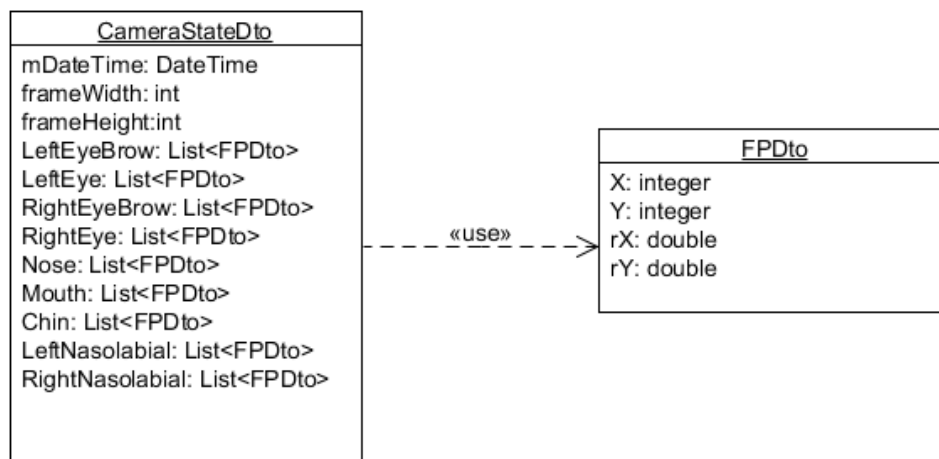 CameraStateDto
mDateTime: DateTime
frameWidth: int
frameHeight:int
LeftEyeBrow: List<FPDto>
LeftEye: List<FPDto>
RightEyeBrow: List<FPDto>
RightEye: List<FPDto>
Nose: List<FPDto>
Mouth: List<FPDto>
Chin: List<FPDto>
LeftNasolabial: List<FPDto>
RightNasolabial: List<FPDto>
«use»
FPDto
X: integer
Y: integer
rX: double
rY: double